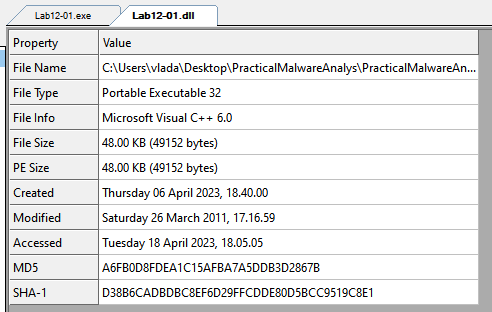 Lab12-01.exe Lab12-01.dll
Property Value
File Name C:\Users\vlada\Desktop\PracticalMalwareAnalys\PracticalMalwareAn...
File Type Portable Executable 32
File Info Microsoft Visual C++ 6.0
File Size 48.00 KB (49152 bytes)
PE Size 48.00 KB (49152 bytes)
Created Thursday 06 April 2023, 18.40.00
Modified Saturday 26 March 2011, 17.16.59
Accessed Tuesday 18 April 2023, 18.05.05
MD5 A6FB0D8FDEA1C15AFBA7A5DDB3D2867B
SHA-1 D38B6CADBDBC8EF6D29FFCDDE80D5BCC9519C8E1